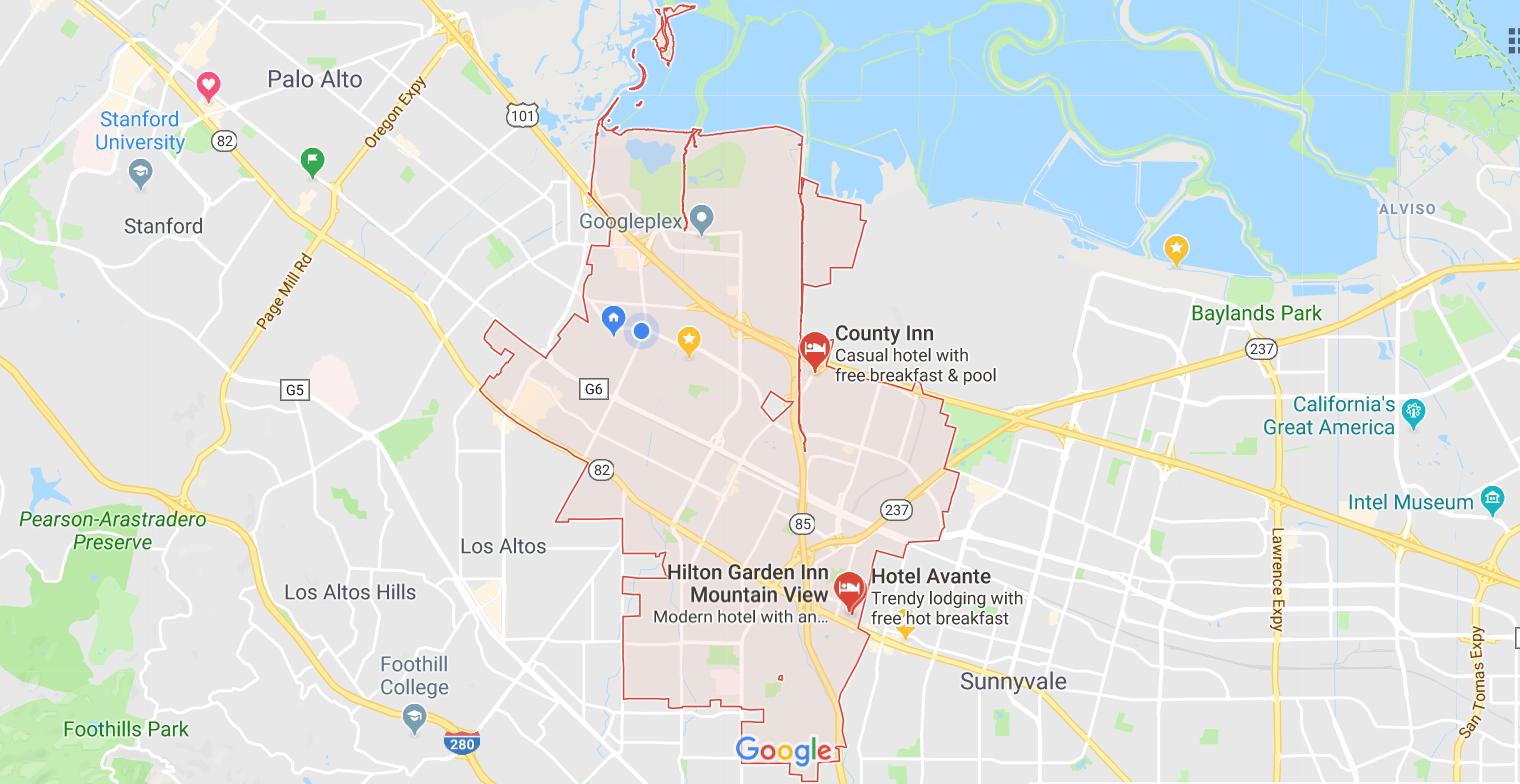 Palo Alto
Oregon Expy
101
Stanford
University
82
ALVISO
Stanford
Googleplex
Page Mill Rd
Baylands Park
County Inn
Casual hotel with
free breakfast & pool
237
G5
G6
California's
Great America
82
Intel Museum
237
85
Pearson-Arastradero
Preserve
Los Altos
Lawrence Expy
Hilton Garden Inn
Mountain View
Modern hotel with an...
Hotel Avante
Trendy lodging with
free hot breakfast
Los Altos Hills
San Tomas Expy
Foothill
College
Sunnyvale
Foothills Park
280
Google